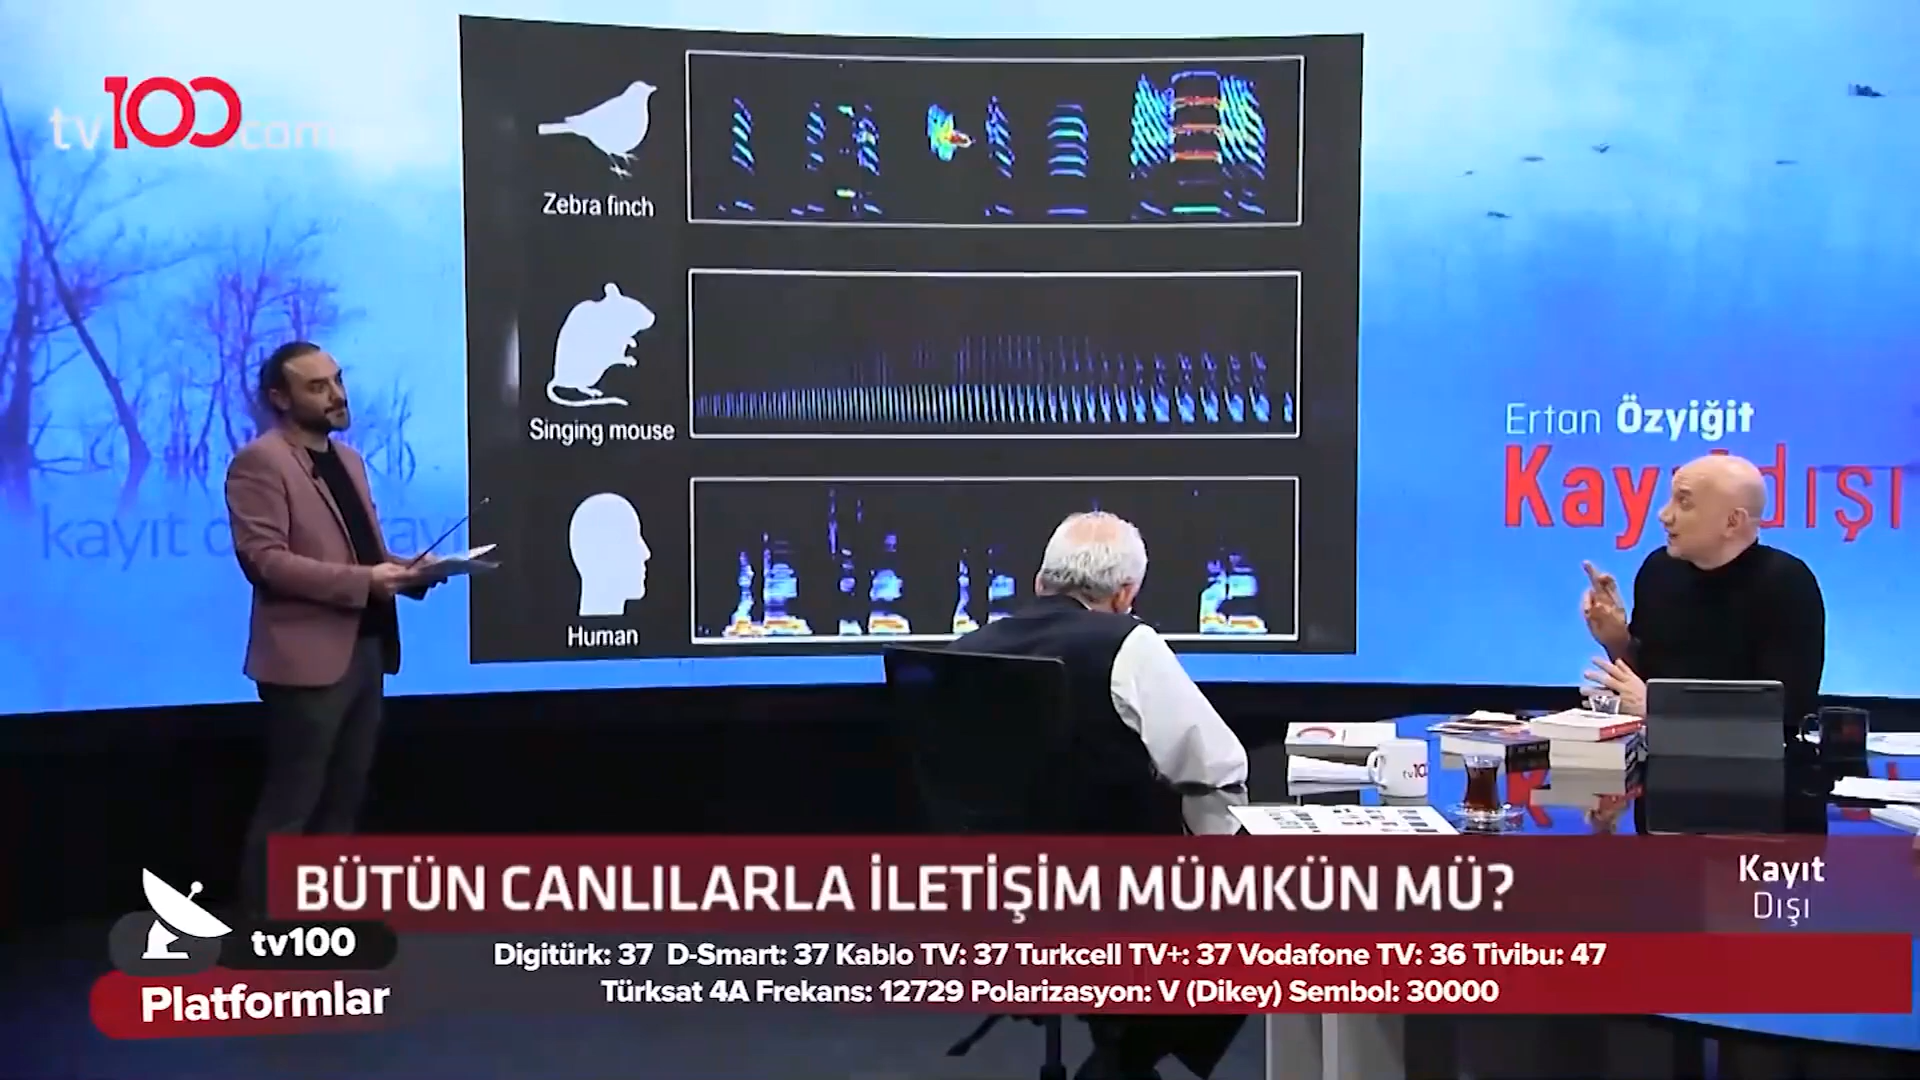 tv100.com
Zebra finch
Singing mouse
Human
Ertan Özyiğit
kayıt
tv100
BÜTÜN CANLILARLA İLETİŞİM MÜMKÜN MÜ?
Kayıt
Dışı
tv100
Platformlar
Digitürk: 37 D-Smart: 37 Kablo TV: 37 Turkcell TV+: 37 Vodafone TV: 36 Tivibu: 47
Türksat 4A Frekans: 12729 Polarizasyon: V (Dikey) Sembol: 30000